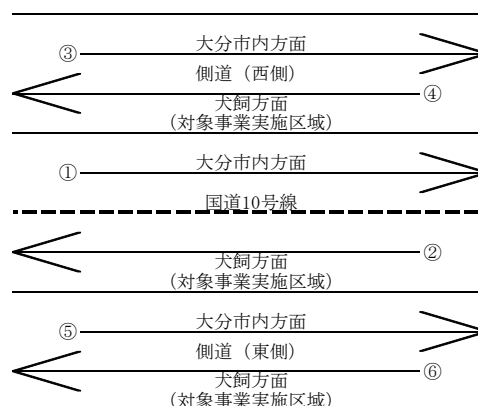 ③
大分市内方面
側道（西側）
④
犬飼方面
(対象事業実施区域)
①
大分市内方面
国道10号線
②
犬飼方面
(対象事業実施区域)
⑤
大分市内方面
側道（東側）
⑥
犬飼方面
(対象事業実施区域)